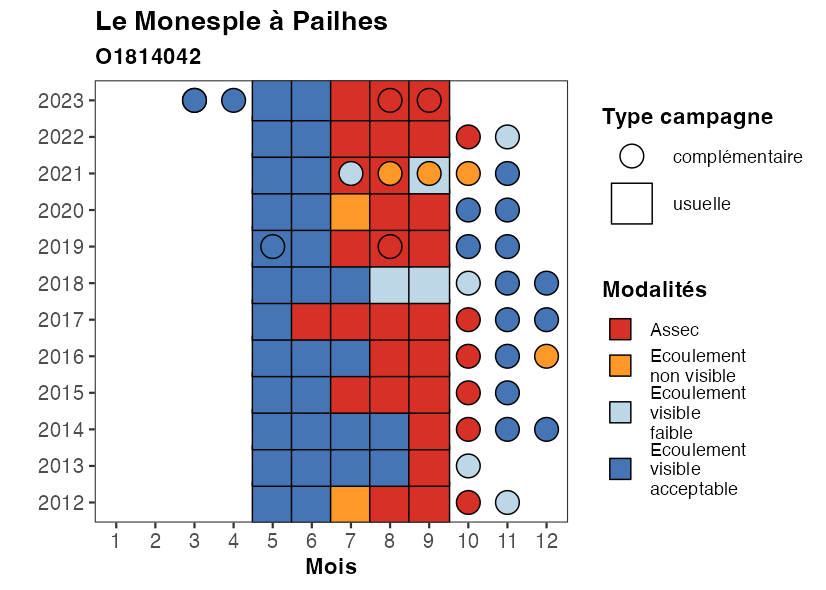 Le Monesple à Pailhes
O1814042
2023
2022
2021
2020
2019
2018
2017
2016
2015
2014
2013
2012
1 2 3 4 5 6 7 8 9 10 11 12
Mois
Type campagne
complémentaire
usuelle
Modalités
Assec
Ecoulement
non visible
Ecoulement
visible
faible
Ecoulement
visible
acceptable